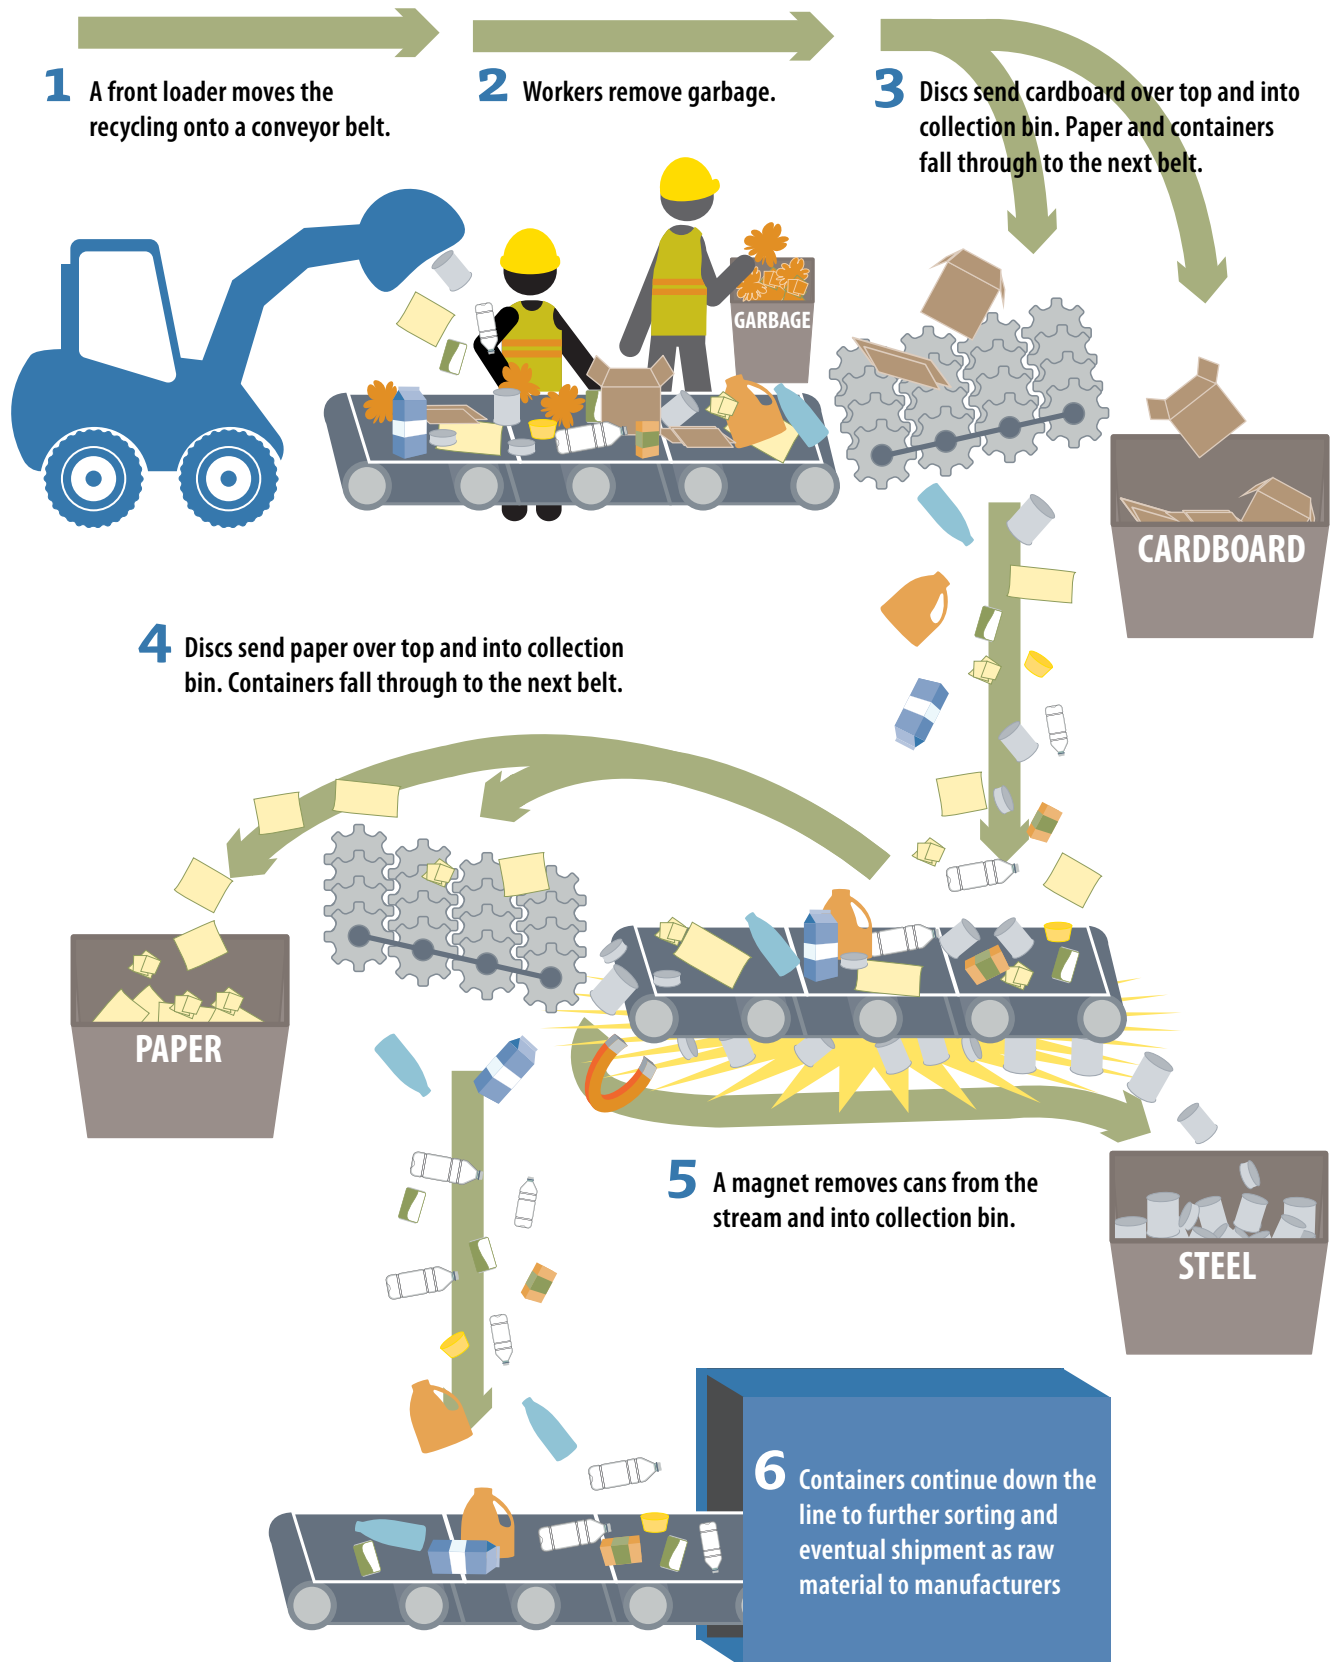 1 A front loader moves the
recycling onto a conveyor belt.
2 Workers remove garbage.
3 Discs send cardboard over top and into
collection bin. Paper and containers
fall through to the next belt.
GARBAGE
CARDBOARD
4 Discs send paper over top and into collection
bin. Containers fall through to the next belt.
PAPER
5 A magnet removes cans from the
stream and into collection bin.
STEEL
6 Containers continue down the
line to further sorting and
eventual shipment as raw
material to manufacturers